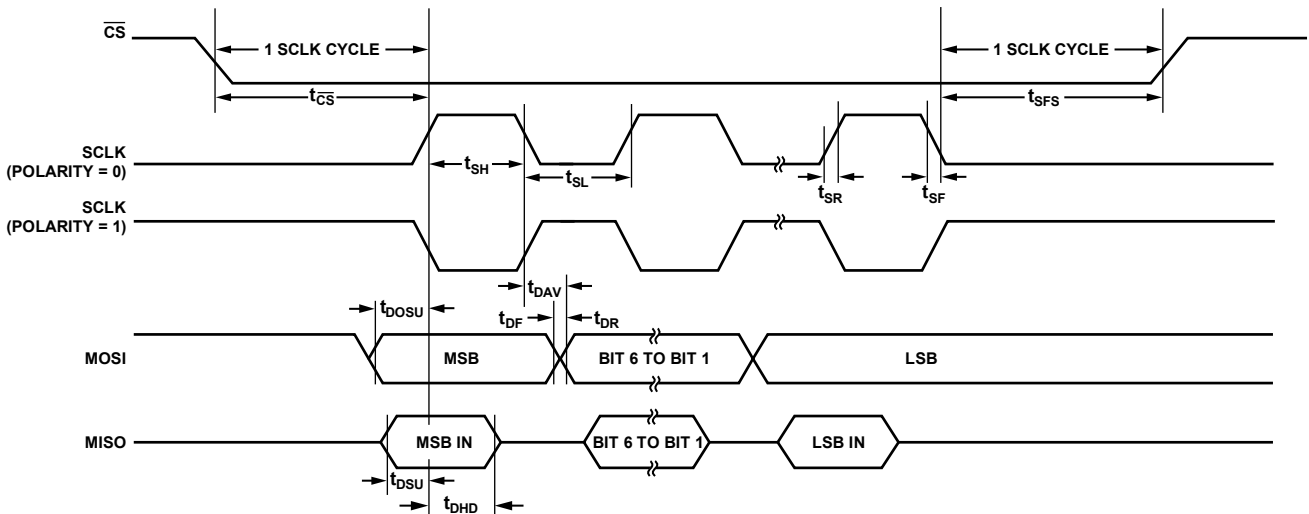 CS
1 SCLK CYCLE
1 SCLK CYCLE
tCS
tSFS
SCLK
(POLARITY = 0)
tSH
tSL
tSR
tSF
SCLK
(POLARITY = 1)
tDAV
tDOSU
tDF
tDR
MOSI
MSB
BIT 6 TO BIT 1
LSB
MISO
MSB IN
BIT 6 TO BIT 1
LSB IN
tDSU
tDHD